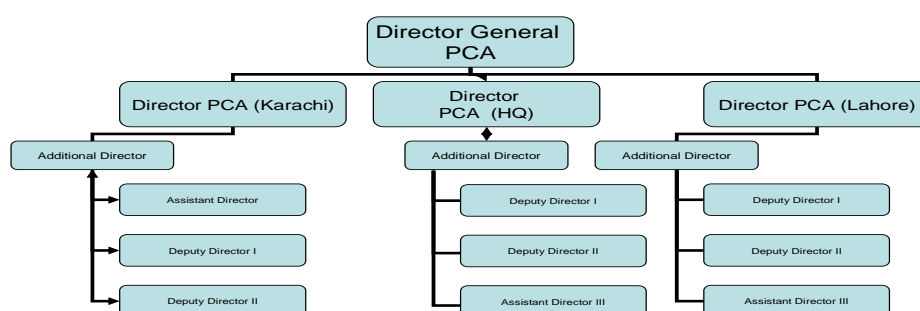 Director General
PCA
Director PCA (Karachi)
Director
PCA (HQ)
Director PCA (Lahore)
Additional Director
Additional Director
Additional Director
Assistant Director
Deputy Director I
Deputy Director I
Deputy Director I
Deputy Director II
Deputy Director II
Deputy Director II
Assistant Director III
Assistant Director III